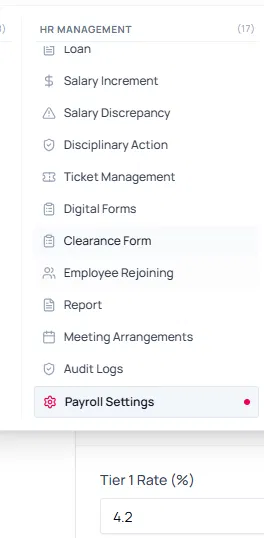 )
HR MANAGEMENT (17)
Loan
Salary Increment
Salary Discrepancy
Disciplinary Action
Ticket Management
Digital Forms
Clearance Form
Employee Rejoining
Report
Meeting Arrangements
Audit Logs
Payroll Settings
Tier 1 Rate (%)
4.2